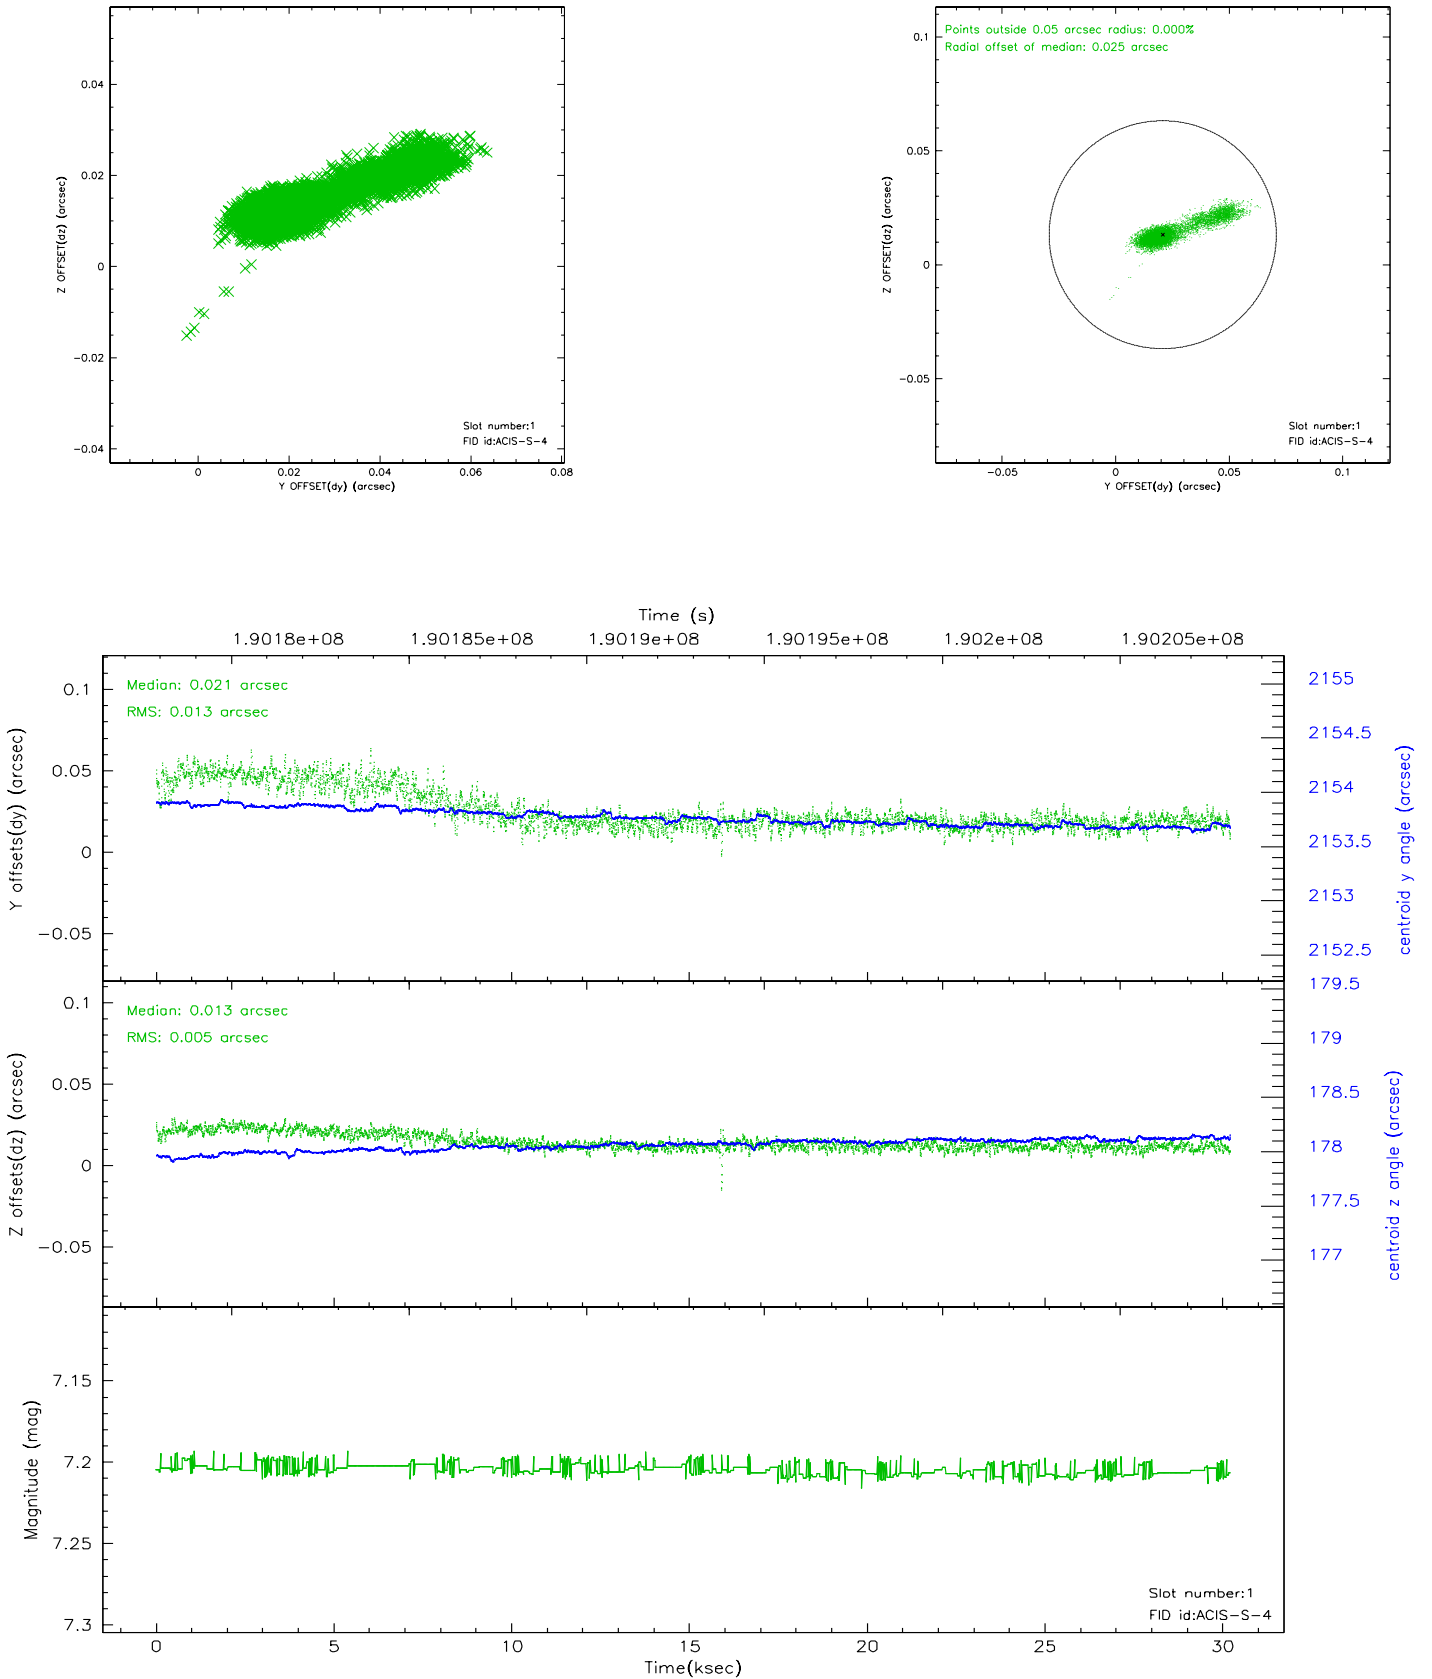 0.04
0.02
0
−0.02
−0.04
Z OFFSET(dz) (arcsec)
Slot number:1
FID id:ACIS−S−4
0 0.02 0.04 0.06 0.08
Y OFFSET(dy) (arcsec)
Points outside 0.05 arcsec radius: 0.000%
Radial offset of median: 0.025 arcsec
0.1
0.05
0
−0.05
Z OFFSET(dz) (arcsec)
Slot number:1
FID id:ACIS−S−4
−0.05 0 0.05 0.1
Y OFFSET(dy) (arcsec)
Time (s)
1.9018e+08 1.90185e+08 1.9019e+08 1.90195e+08 1.902e+08 1.90205e+08
Median: 0.021 arcsec
RMS: 0.013 arcsec
0.1
0.05
0
−0.05
Y offsets(dy) (arcsec)
2155
2154.5
2154
2153.5
2153
2152.5
centroid y angle (arcsec)
Median: 0.013 arcsec
RMS: 0.005 arcsec
0.1
0.05
0
−0.05
Z offsets(dz) (arcsec)
179.5
179
178.5
178
177.5
177
centroid z angle (arcsec)
7.15
7.2
7.25
7.3
Magnitude (mag)
Slot number:1
FID id:ACIS−S−4
0 5 10 15 20 25 30
Time(ksec)